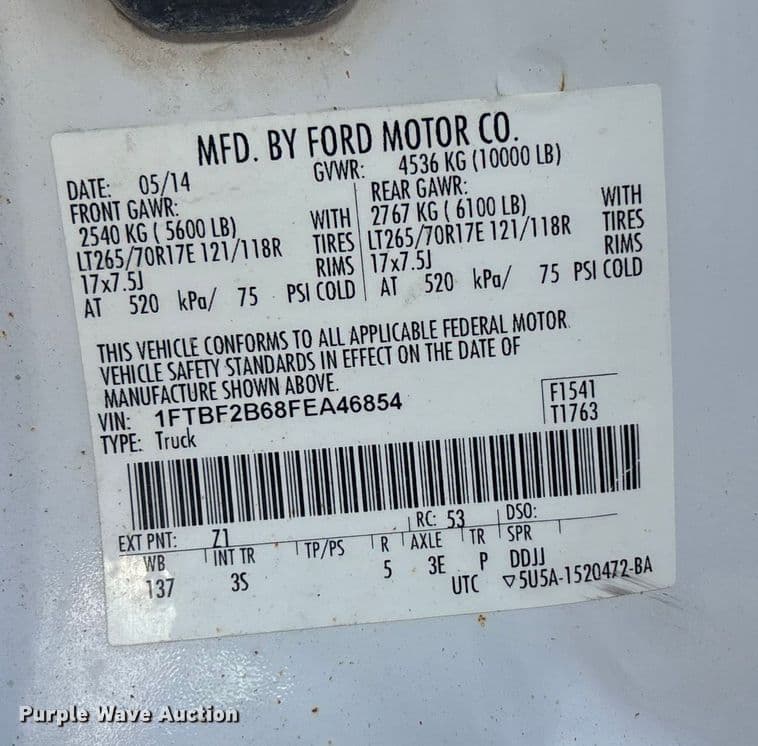 MFD. BY FORD MOTOR CO.
DATE: 05/14 GVWR: 4536 KG (10000 LB)
FRONT GAWR: REAR GAWR:
2540 KG ( 5600 LB) WITH 2767 KG ( 6100 LB) WITH
LT265/70R17E 121/118R TIRES LT265/70R17E 121/118R TIRES
17x7.5J RIMS 17x7.5J RIMS
AT 520 kPa/ 75 PSI COLD AT 520 kPa/ 75 PSI COLD
THIS VEHICLE CONFORMS TO ALL APPLICABLE FEDERAL MOTOR
VEHICLE SAFETY STANDARDS IN EFFECT ON THE DATE OF
MANUFACTURE SHOWN ABOVE.
VIN: 1FTBF2B68FEA46854 F1541
TYPE: Truck T1763
EXT PNT: Z1 RC: 53 DSO:
WB INT TR TP/PS R AXLE TR SPR
137 3S 5 3E P DDJJ
UTC ▽5U5A-1520472-BA
Purple Wave Auction